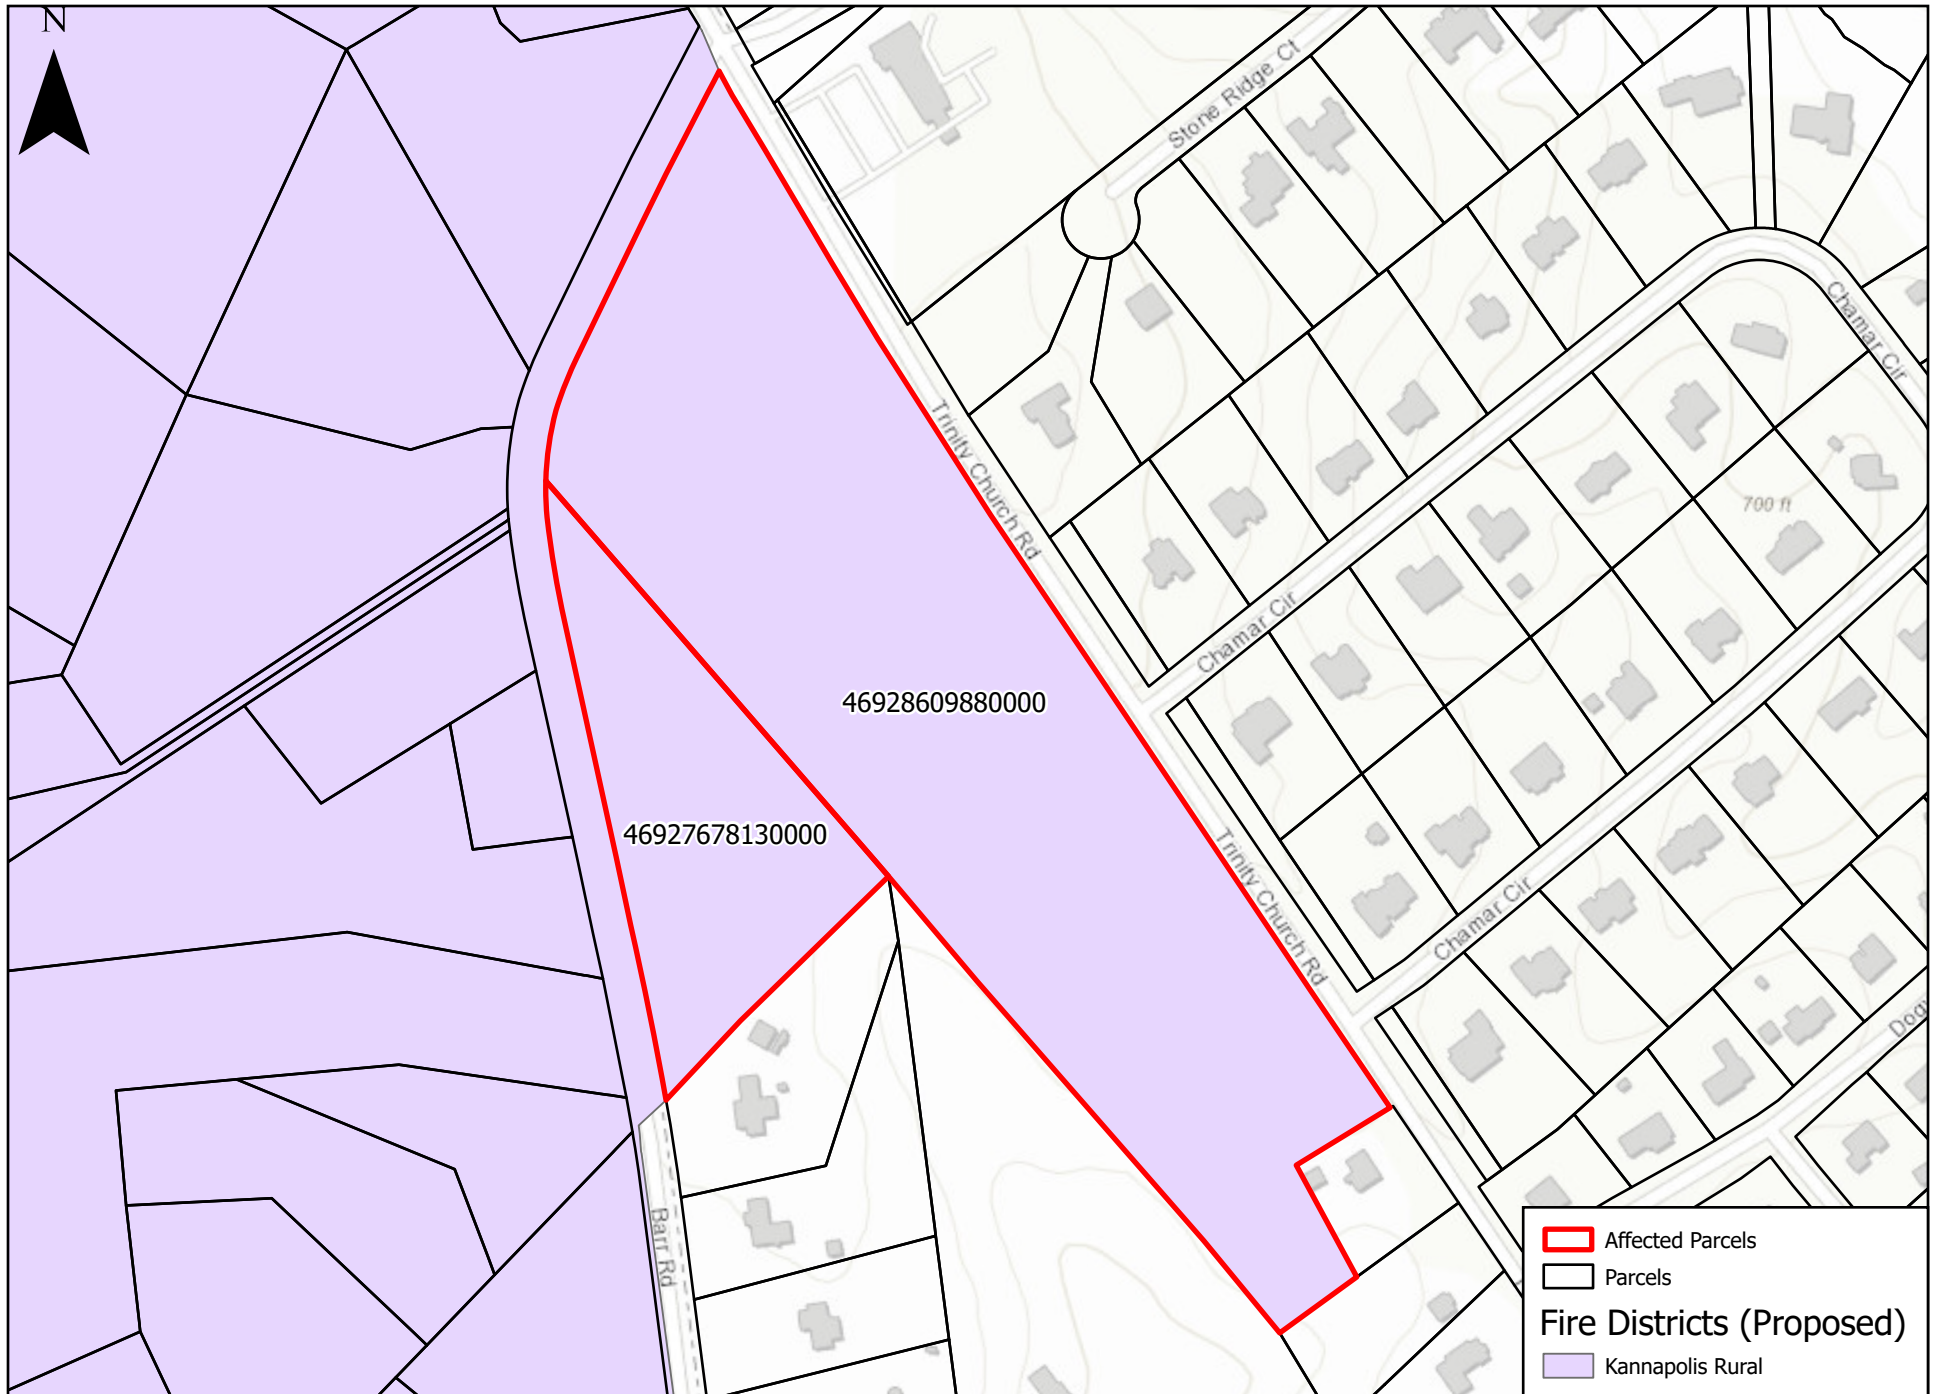 N
Stone Ridge Ct
Chamar Cir
Trinity Church Rd
700 ft
Chamar Cir
46928609880000
46927678130000
Trinity Church Rd
Chamar Cir
Barr Rd
Affected Parcels
Parcels
Fire Districts (Proposed)
Kannapolis Rural